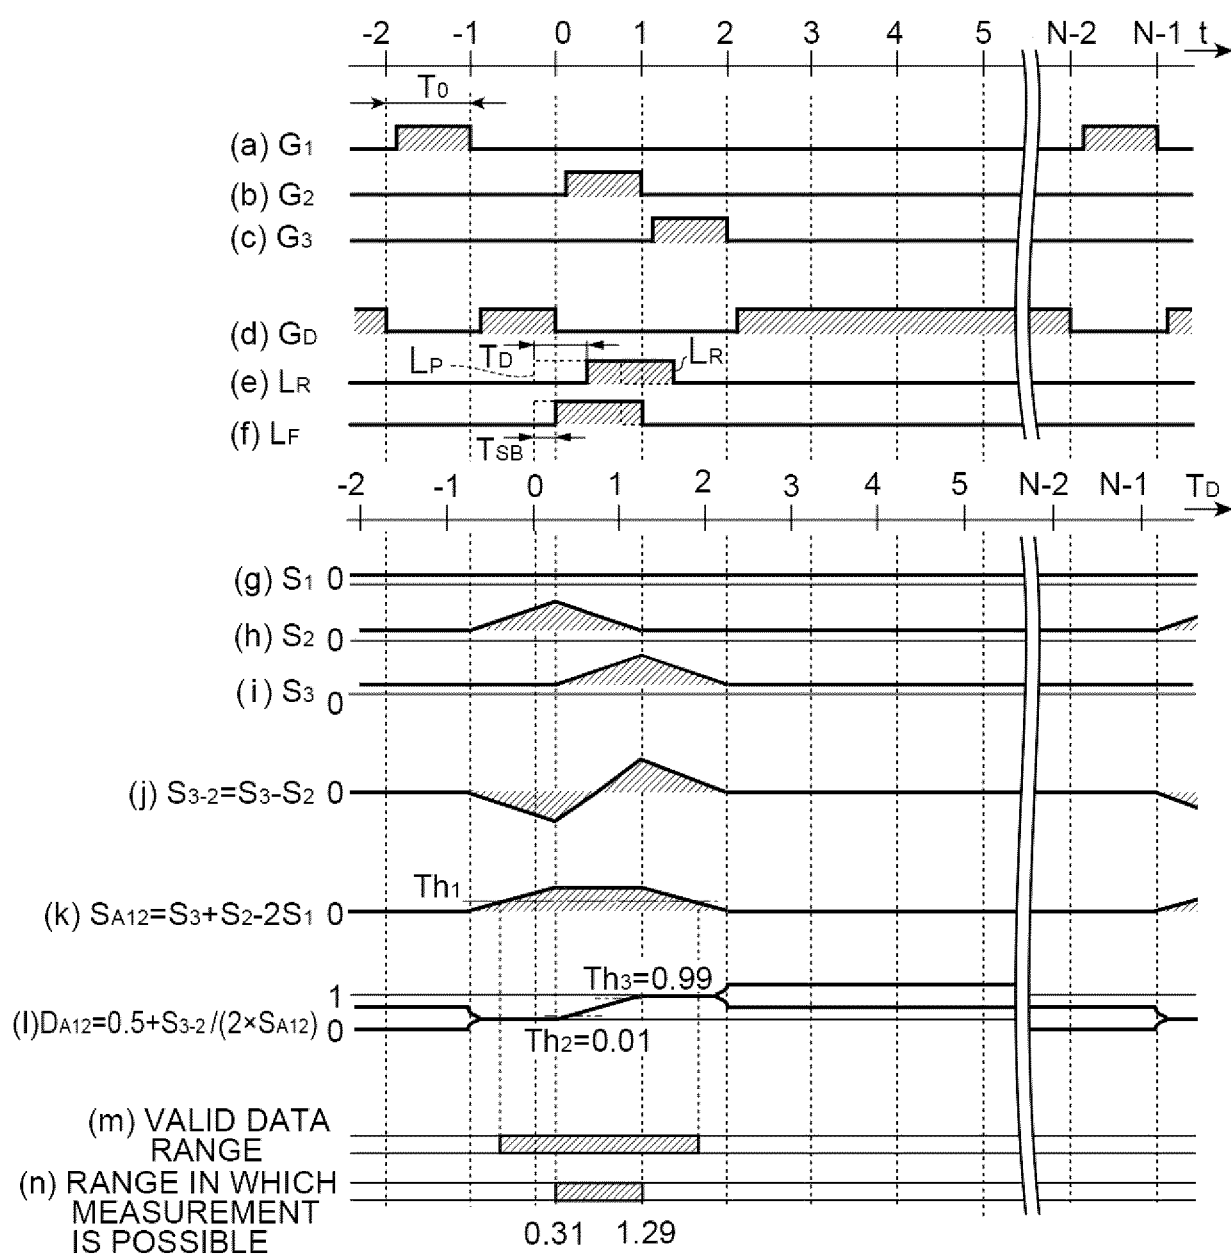 -2 -1 0 1 2 3 4 5 N-2 N-1 t
T0
(a) G1
(b) G2
(c) G3
(d) GD
TD LR
LP
(e) LR
(f) LF
TSB
-2 -1 0 1 2 3 4 5 N-2 N-1 TD
(g) S1 0
(h) S2 0
(i) S3 0
(j) S3-2=S3-S2 0
Th1
(k) SA12=S3+S2-2S1 0
Th3=0.99
1
(l)DA12=0.5+S3-2/(2×SA12) 0
Th2=0.01
(m) VALID DATA
RANGE
(n) RANGE IN WHICH
MEASUREMENT
IS POSSIBLE
0.31 1.29